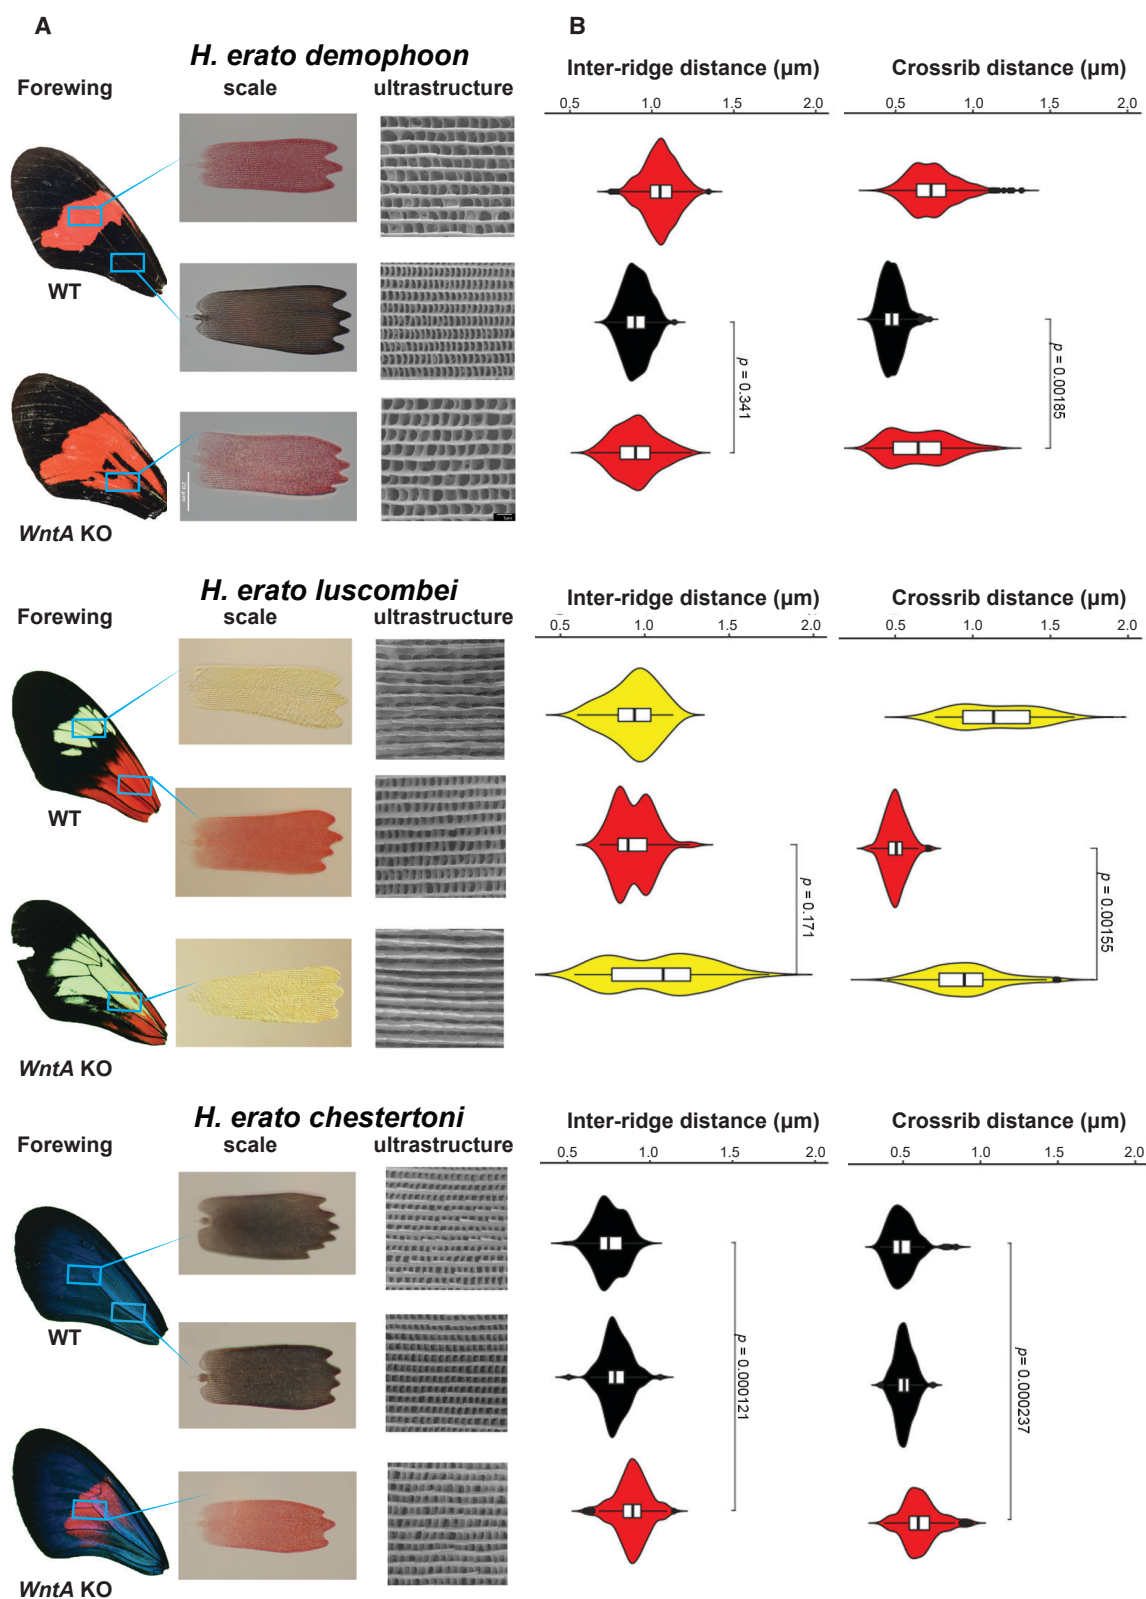 A
B
H. erato demophoon
Forewing scale ultrastructure
Inter-ridge distance (µm)
Crossrib distance (µm)
0.5 1.0 1.5 2.0
0.5 1.0 1.5 2.0
WT
WntA KO
20 µm
1µm
p = 0.341
p = 0.00185
H. erato luscombei
Forewing scale ultrastructure
Inter-ridge distance (µm)
Crossrib distance (µm)
0.5 1.0 1.5 2.0
0.5 1.0 1.5 2.0
WT
WntA KO
p = 0.171
p = 0.00155
H. erato chestertoni
Forewing scale ultrastructure
Inter-ridge distance (µm)
Crossrib distance (µm)
0.5 1.0 1.5 2.0
0.5 1.0 1.5 2.0
WT
WntA KO
p = 0.000121
p= 0.000237